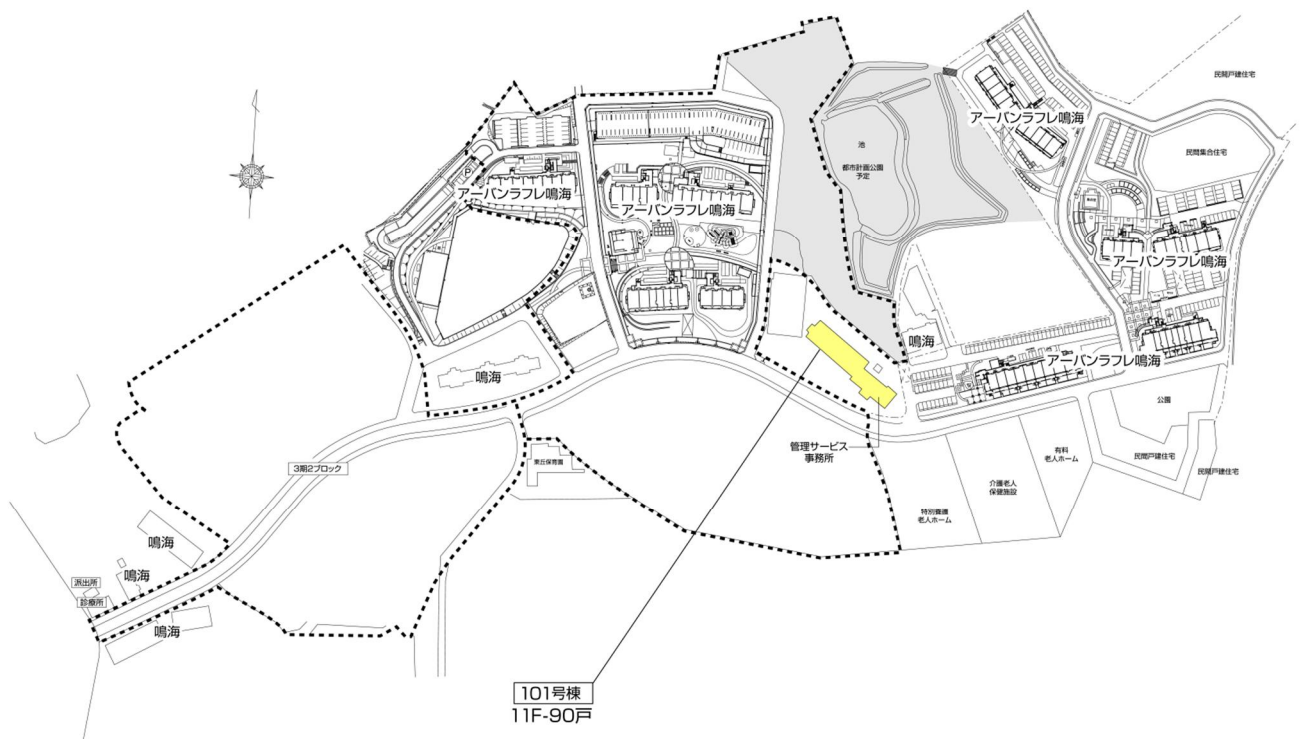 民間戸建住宅
アーバンラフレ鳴海
民間集合住宅
池
都市計画公園
予定
P
アーバンラフレ鳴海
アーバンラフレ鳴海
アーバンラフレ鳴海
鳴海
アーバンラフレ鳴海
鳴海
公園
管理サービス
事務所
有料
老人ホーム
民間戸建住宅
民間戸建住宅
3期2ブロック
東丘保育園
介護老人
保健施設
特別養護
老人ホーム
鳴海
鳴海
派出所
診療所
鳴海
101号棟
11F-90戸